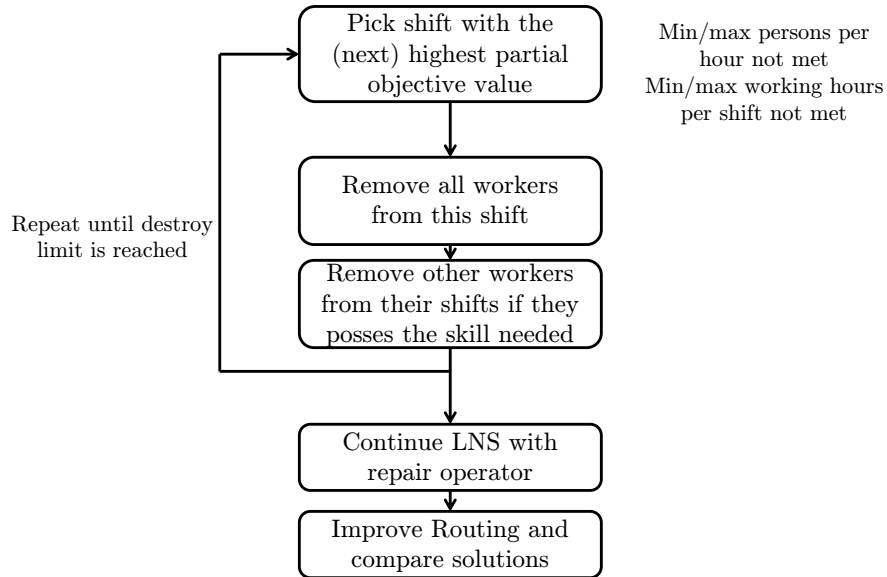 Pick shift with the
(next) highest partial
objective value
Min/max persons per
hour not met
Min/max working hours
per shift not met
Remove all workers
from this shift
Repeat until destroy
limit is reached
Remove other workers
from their shifts if they
posses the skill needed
Continue LNS with
repair operator
Improve Routing and
compare solutions